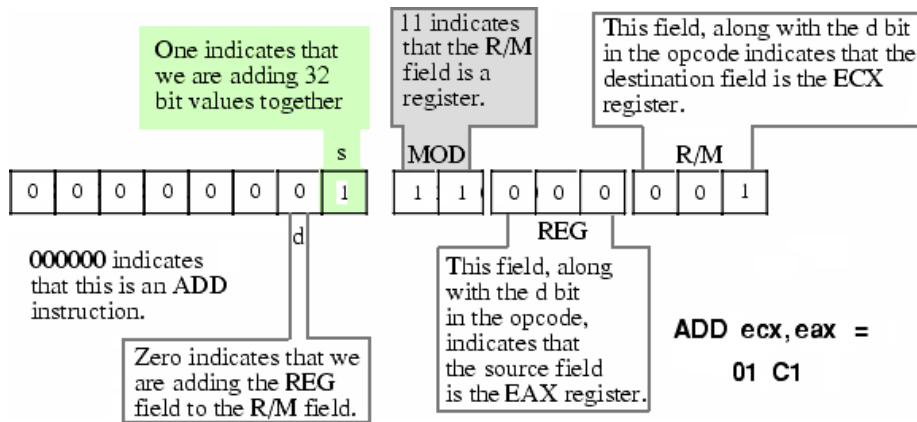 One indicates that
we are adding 32
bit values together
11 indicates
that the R/M
field is a
register.
This field, along with the d bit
in the opcode indicates that the
destination field is the ECX
register.
s
MOD
R/M
0 0 0 0 0 0 0 1 1 1 0 0 0 0 0 1
d
REG
000000 indicates
that this is an ADD
instruction.
Zero indicates that we
are adding the REG
field to the R/M field.
This field, along
with the d bit
in the opcode,
indicates that
the source field
is the EAX register.
ADD ecx, eax =
01 C1